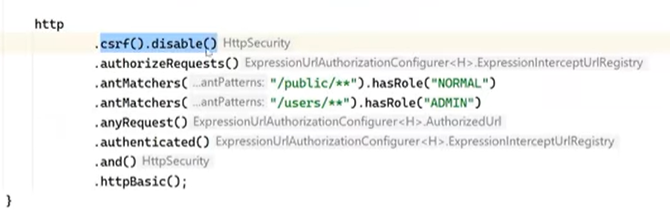 http
.csrf().disable() HttpSecurity
.authorizeRequests() ExpressionUrlAuthorizationConfigurer<H>.ExpressionInterceptUrlRegistry
.antMatchers( ...antPatterns: "/public/**").hasRole("NORMAL")
.antMatchers( ...antPatterns: "/users/**").hasRole("ADMIN")
.anyRequest() ExpressionUrlAuthorizationConfigurer<H>.AuthorizedUrl
.authenticated() ExpressionUrlAuthorizationConfigurer<H>.ExpressionInterceptUrlRegistry
.and() HttpSecurity
.httpBasic();
}